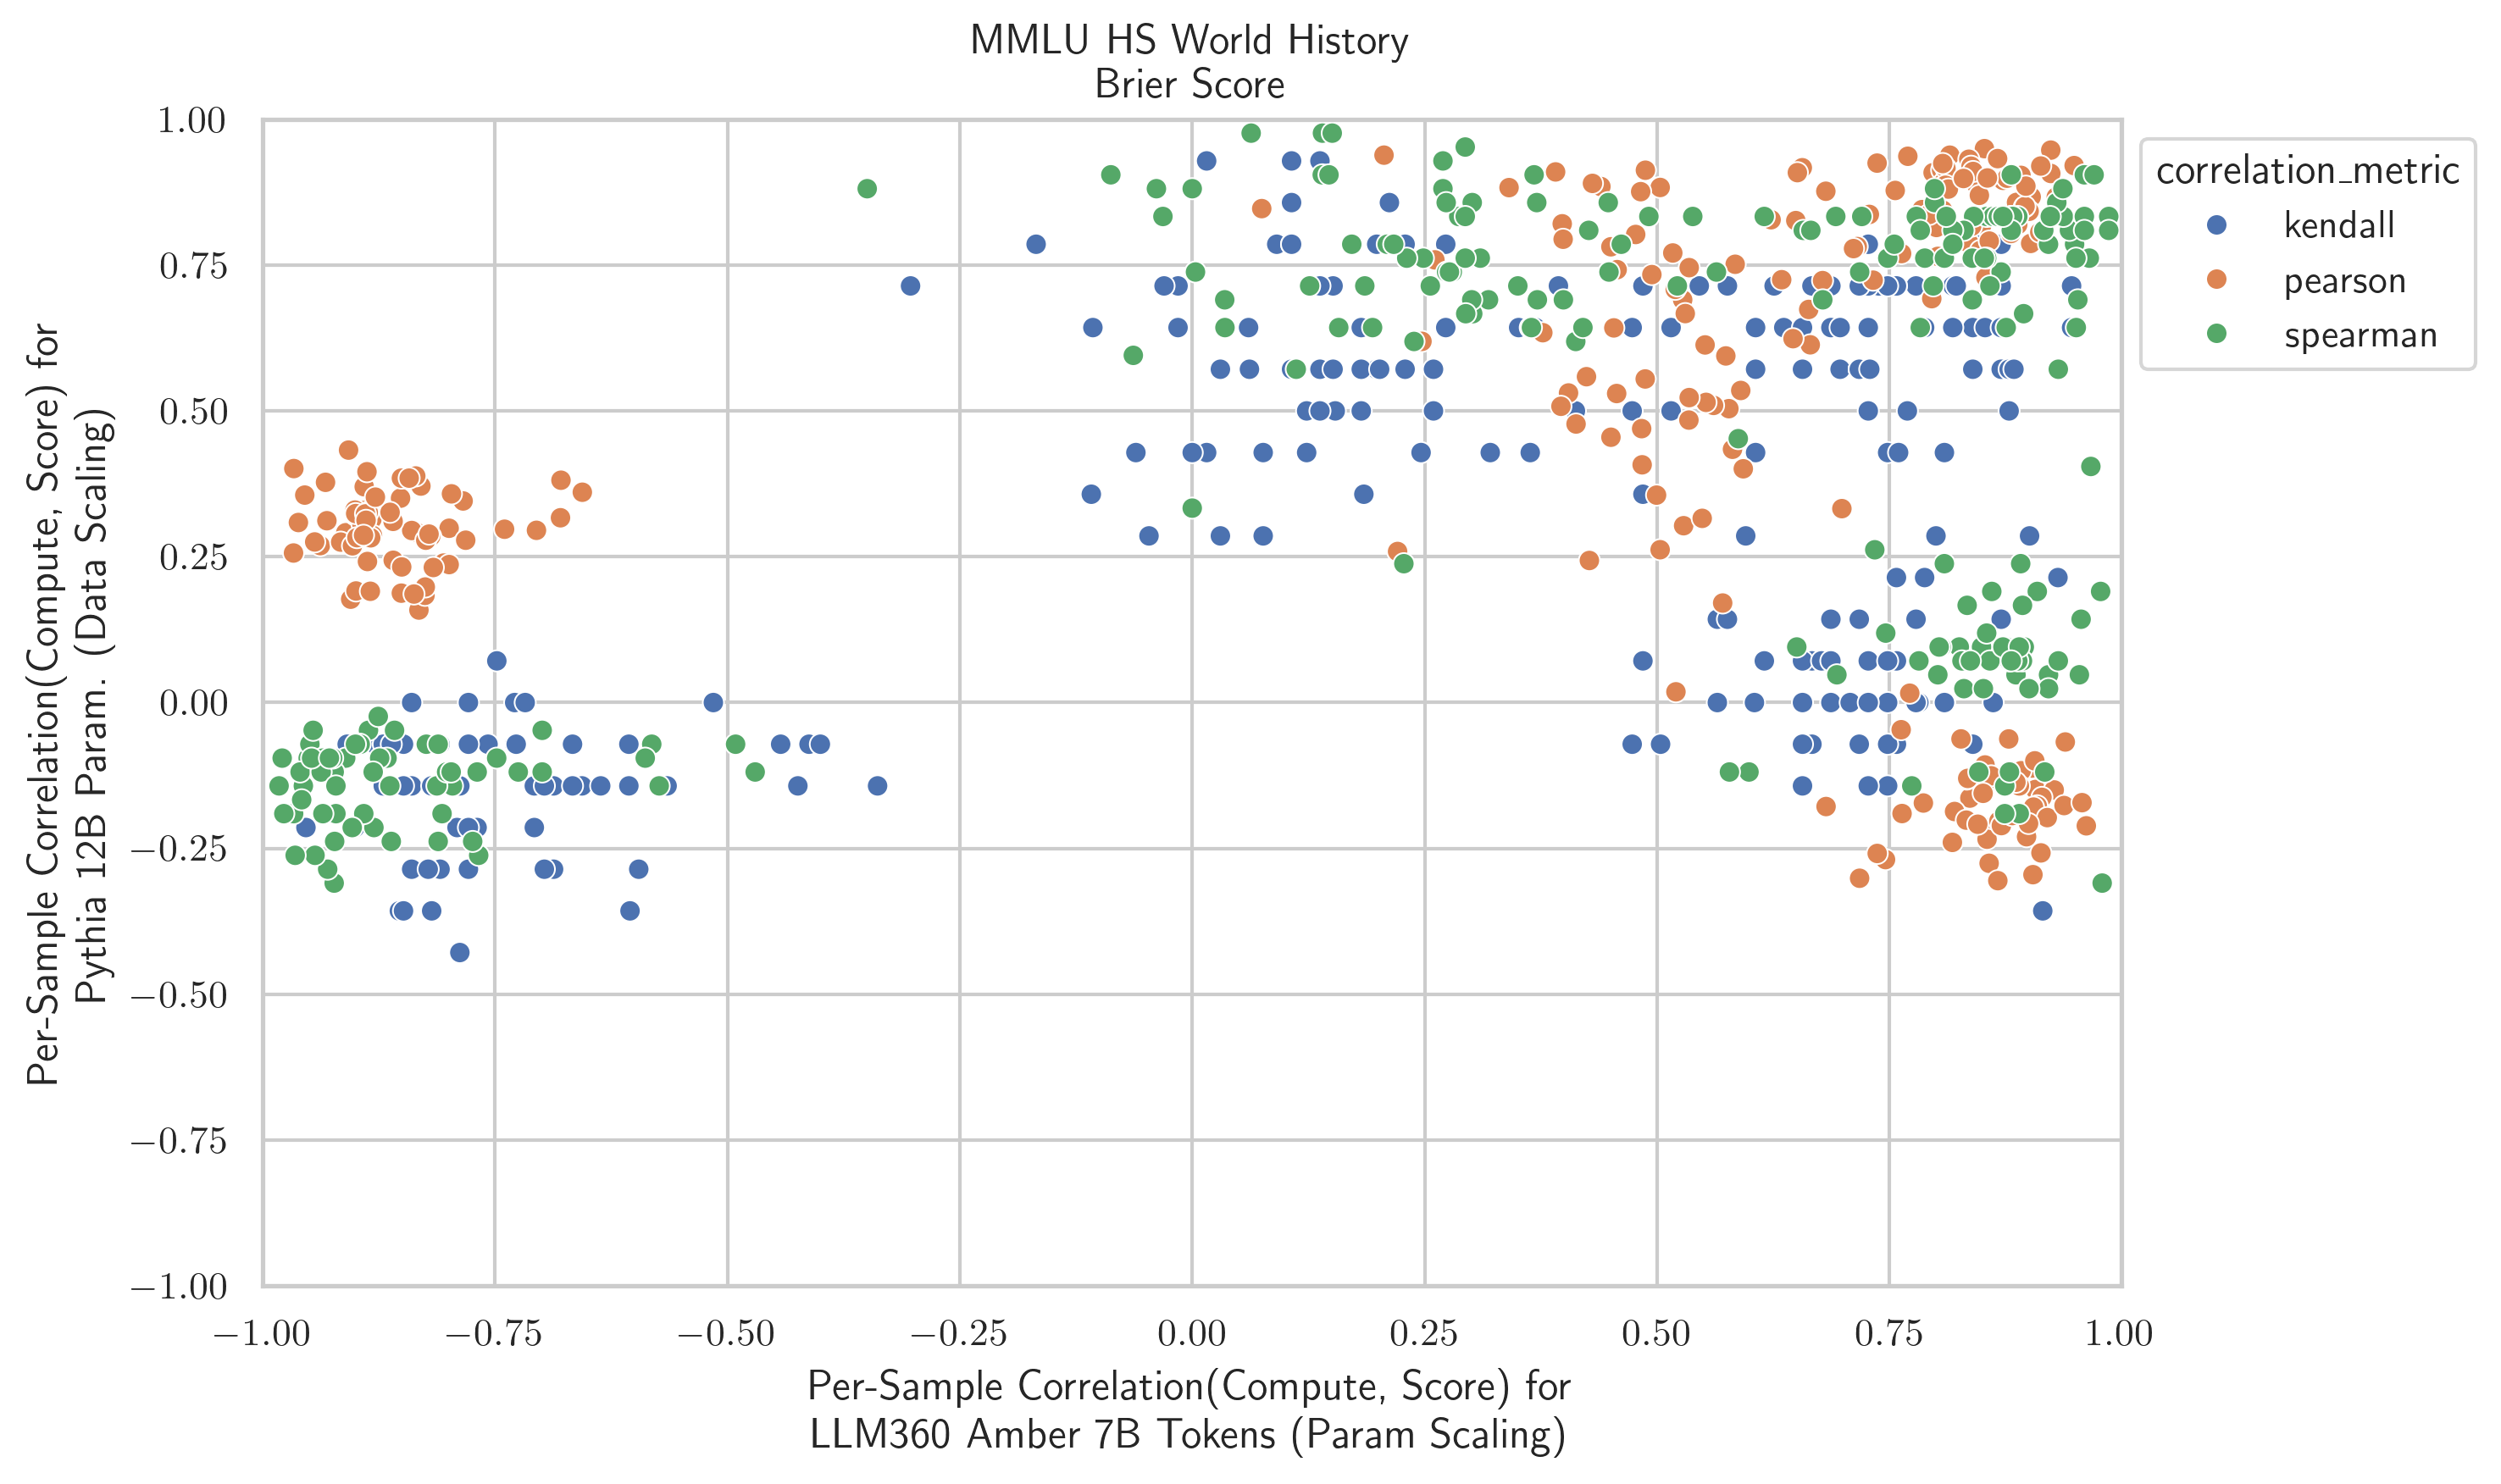 MMLU HS World History
Brier Score
Per-Sample Correlation(Compute, Score) for
Pythia 12B Param. (Data Scaling)
1.00
0.75
0.50
0.25
0.00
−0.25
−0.50
−0.75
−1.00
−1.00 −0.75 −0.50 −0.25 0.00 0.25 0.50 0.75 1.00
Per-Sample Correlation(Compute, Score) for
LLM360 Amber 7B Tokens (Param Scaling)
correlation_metric
kendall
pearson
spearman